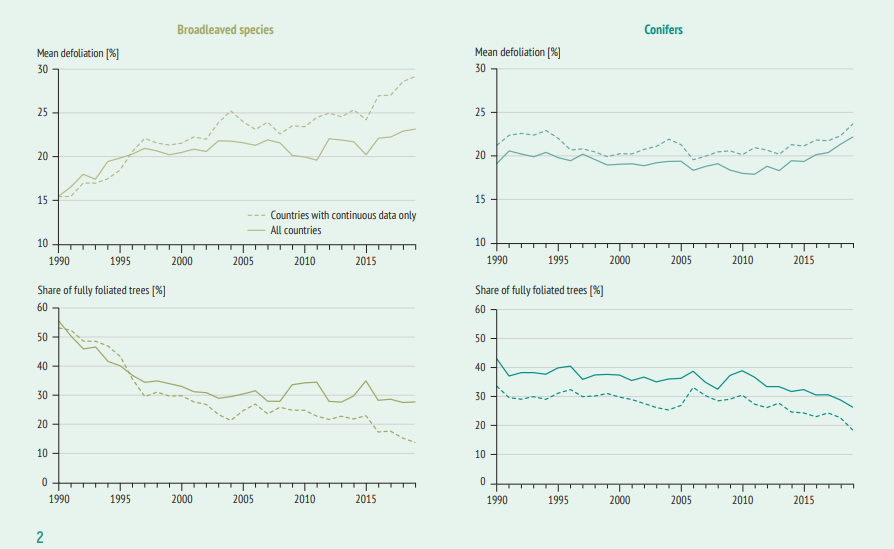 Broadleaved species
Mean defoliation [%]
30
25
20
15
10
1990 1995 2000 2005 2010 2015
Countries with continuous data only
All countries
Share of fully foliated trees [%]
60
50
40
30
20
10
0
1990 1995 2000 2005 2010 2015
Conifers
Mean defoliation [%]
30
25
20
15
10
1990 1995 2000 2005 2010 2015
Share of fully foliated trees [%]
60
50
40
30
20
10
0
1990 1995 2000 2005 2010 2015
2